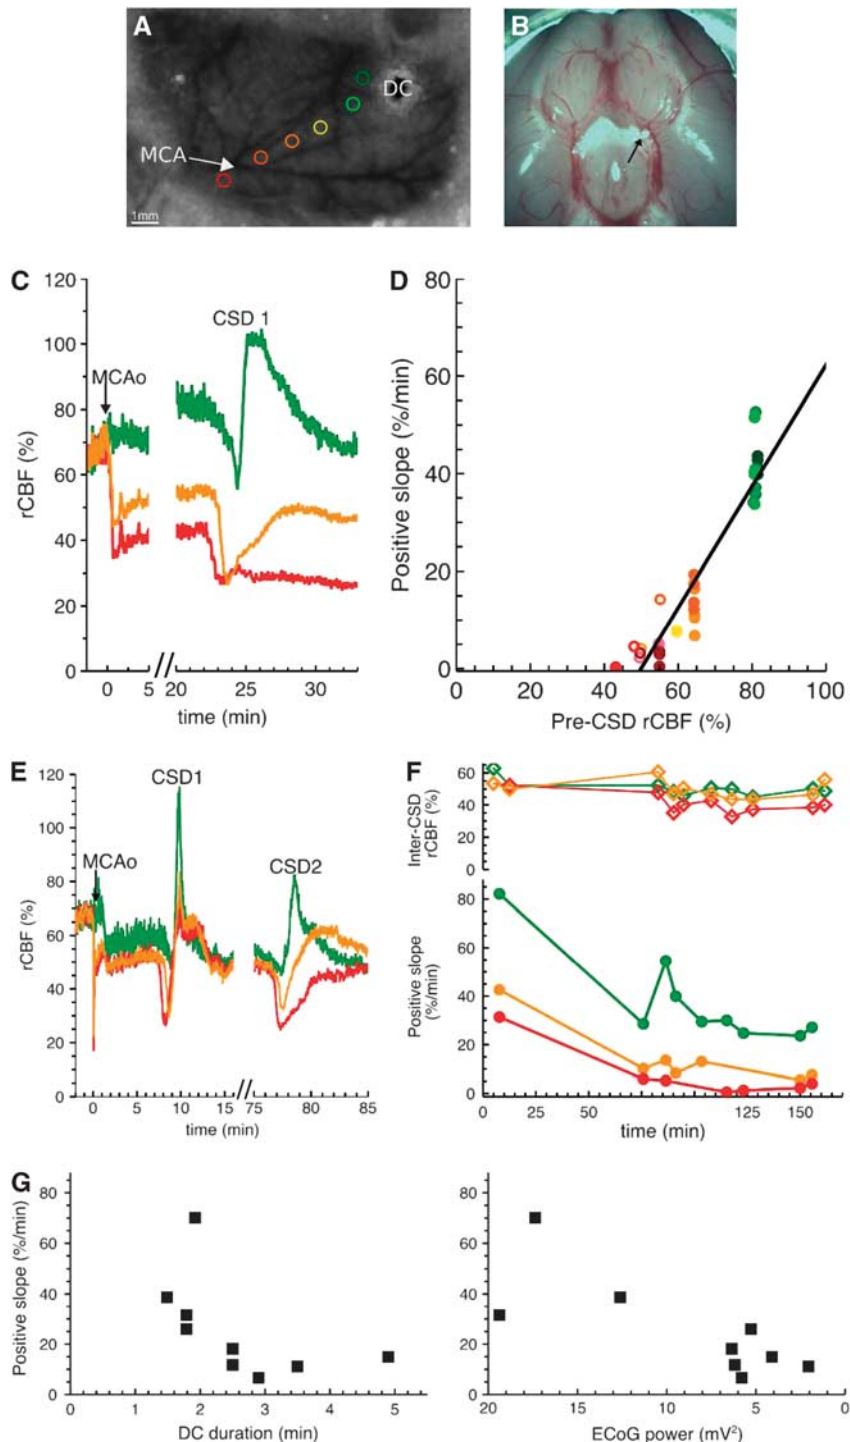 A
DC
MCA
1mm
B
C
120
100
80
60
40
20
0
rCBF (%)
MCAo
CSD 1
0 5 20 25 30
time (min)
D
80
60
40
20
0
Positive slope (%/min)
0 20 40 60 80 100
Pre-CSD rCBF (%)
E
120
100
80
60
40
20
0
rCBF (%)
MCAo
CSD1
CSD2
0 5 10 15 75 80 85
time (min)
F
60
40
20
0
Inter-CSD
rCBF (%)
80
60
40
20
0
Positive slope
(%/min)
0 25 50 125 150
time (min)
G
80
60
40
20
0
Positive slope (%/min)
0 1 2 3 4 5
DC duration (min)
80
60
40
20
0
20 15 10 5 0
ECoG power (mV²)